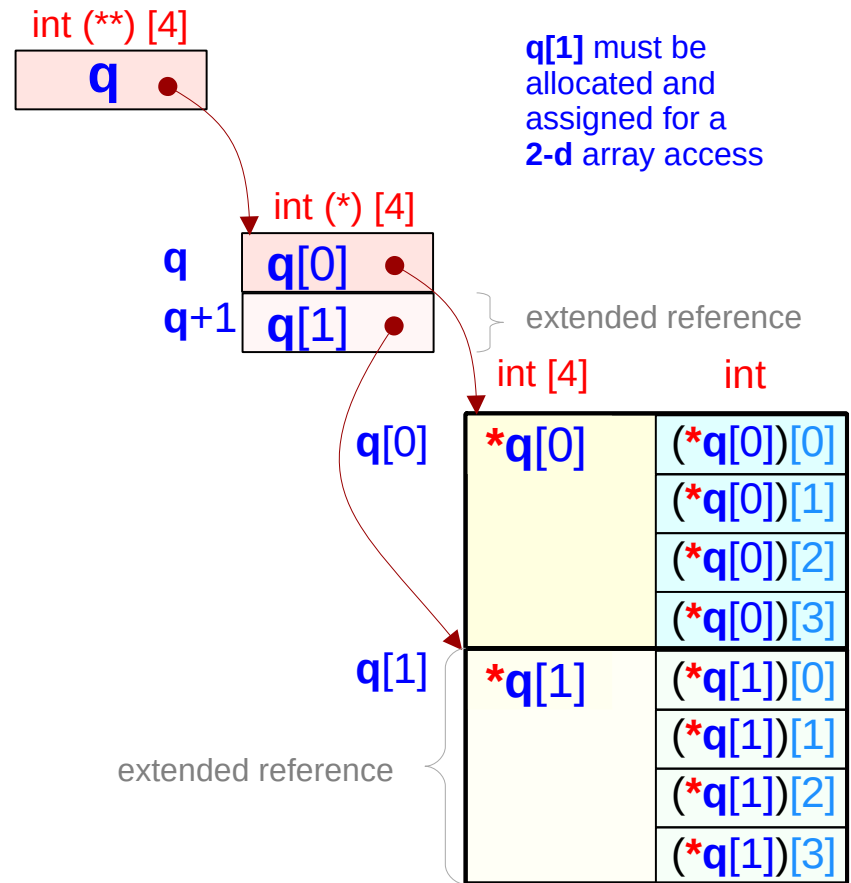 int (**) [4]
q
q[1] must be
allocated and
assigned for a
2-d array access
int (*) [4]
q
q[0]
q+1
q[1]
extended reference
int [4]
int
q[0]
*q[0]
(*q[0])[0]
(*q[0])[1]
(*q[0])[2]
(*q[0])[3]
q[1]
*q[1]
(*q[1])[0]
(*q[1])[1]
extended reference
(*q[1])[2]
(*q[1])[3]